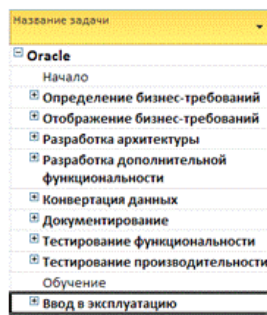 Название задачи
Oracle
Начало
Определение бизнес-требований
Отображение бизнес-требований
Разработка архитектуры
Разработка дополнительной
функциональности
Конвертация данных
Документирование
Тестирование функциональности
Тестирование производительности
Обучение
Ввод в эксплуатацию